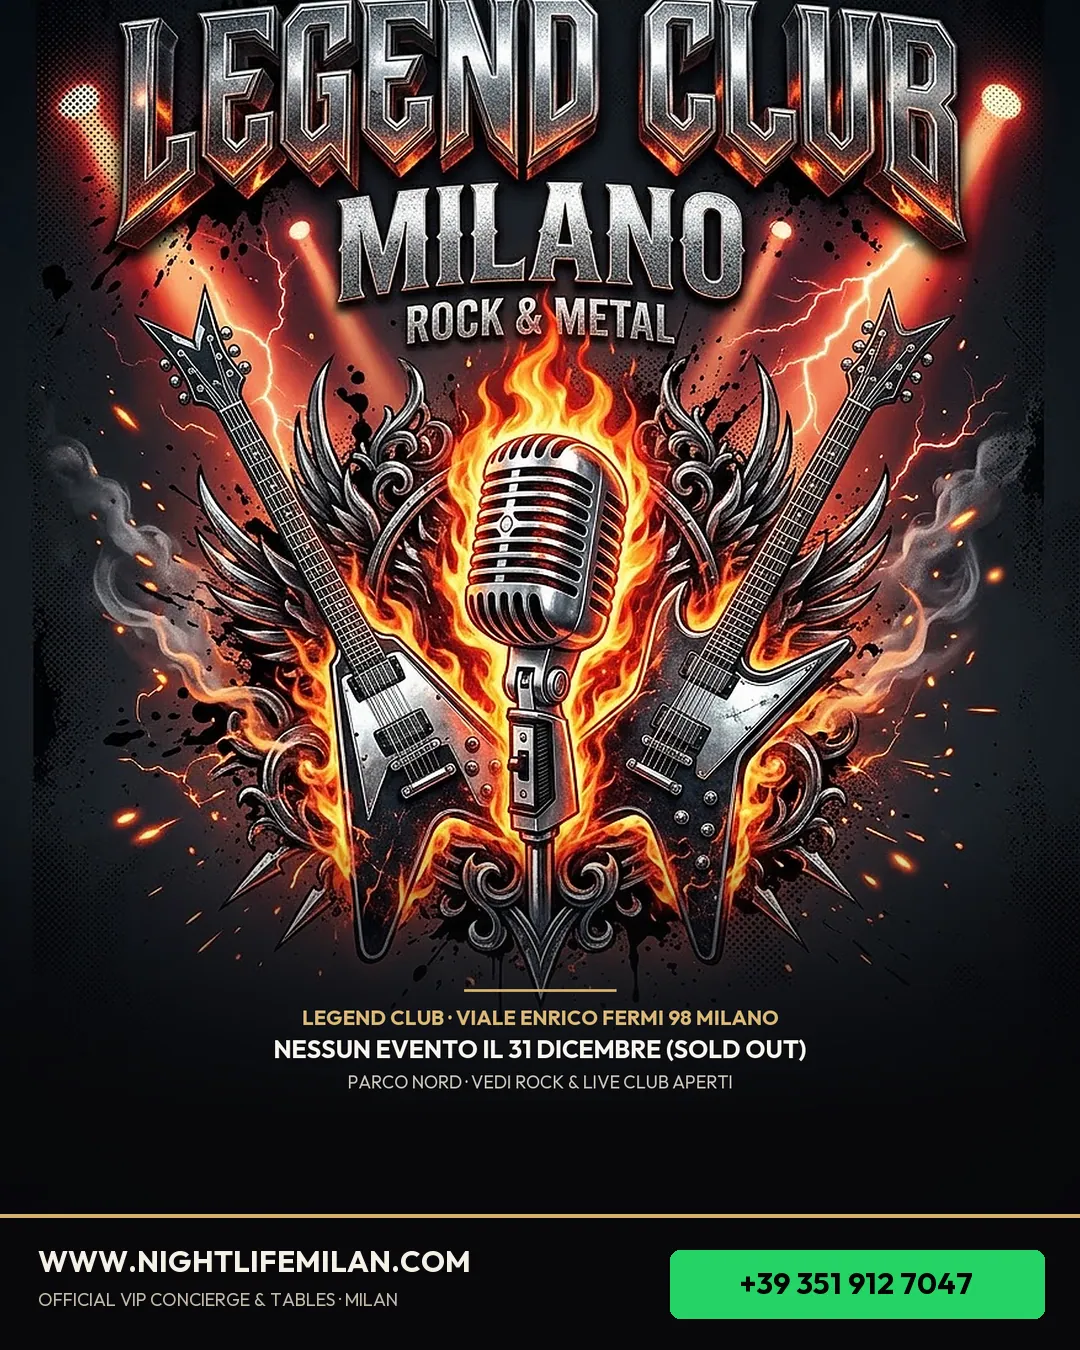 LEGEND CLUB
MILANO
ROCK & METAL
LEGEND CLUB · VIALE ENRICO FERMI 98 MILANO
NESSUN EVENTO IL 31 DICEMBRE (SOLD OUT)
PARCO NORD · VEDI ROCK & LIVE CLUB APERTI
WWW.NIGHTLIFEMILAN.COM
OFFICIAL VIP CONCIERGE & TABLES · MILAN
+39 351 912 7047